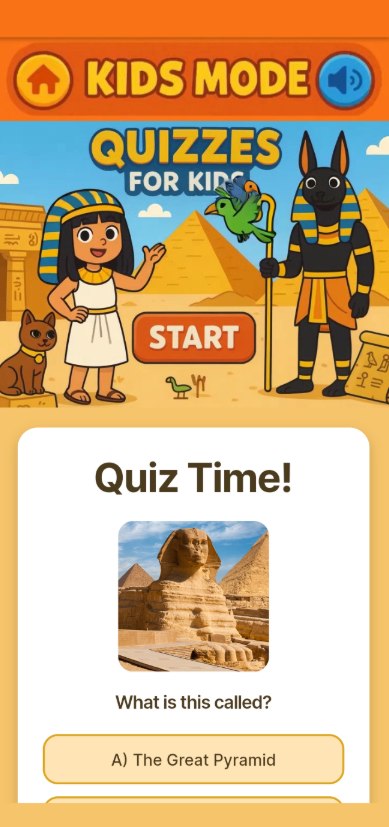 KIDS MODE
QUIZZES
FOR KIDS
START
Quiz Time!
What is this called?
A) The Great Pyramid